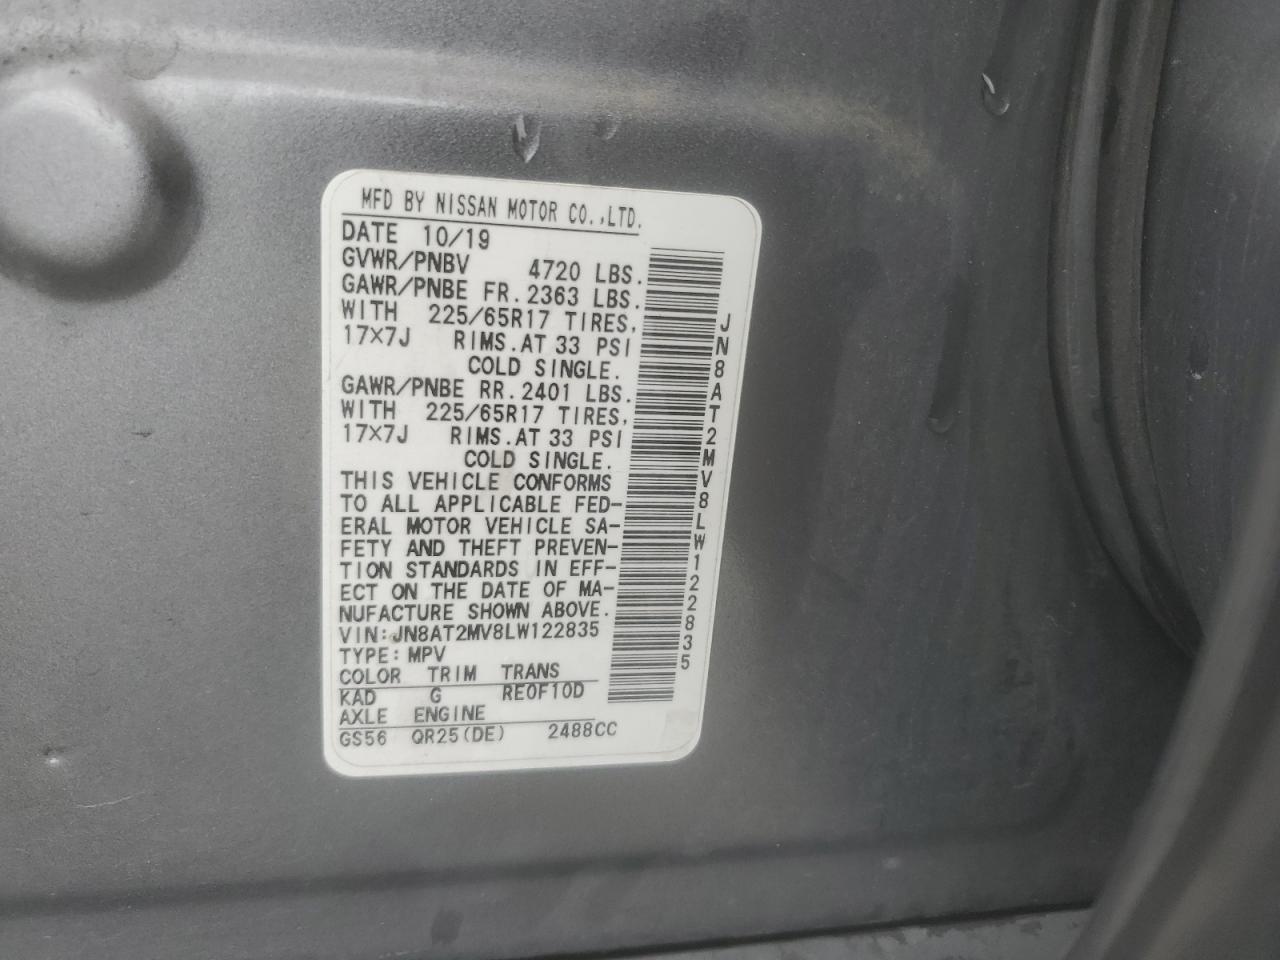 MFD BY NISSAN MOTOR CO.,LTD.
DATE 10/19
GVWR/PNBV 4720 LBS.
GAWR/PNBE FR. 2363 LBS.
WITH 225/65R17 TIRES,
17X7J RIMS.AT 33 PSI
COLD SINGLE.
GAWR/PNBE RR. 2401 LBS.
WITH 225/65R17 TIRES,
17X7J RIMS.AT 33 PSI
COLD SINGLE.
THIS VEHICLE CONFORMS
TO ALL APPLICABLE FED-
ERAL MOTOR VEHICLE SA-
FETY AND THEFT PREVEN-
TION STANDARDS IN EFF-
ECT ON THE DATE OF MA-
NUFACTURE SHOWN ABOVE.
VIN:JN8AT2MV8LW122835
TYPE:MPV
COLOR TRIM TRANS
KAD G RE0F10D
AXLE ENGINE
GS56 QR25(DE) 2488CC
JN8AT2MV8LW122835